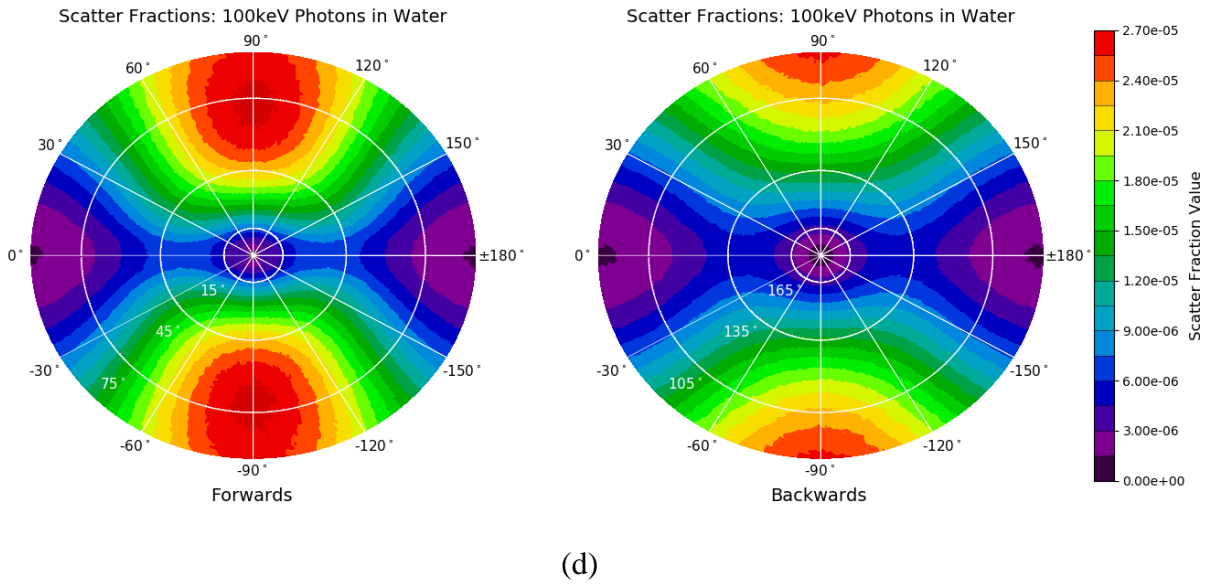 Scatter Fractions: 100keV Photons in Water
90°
60°
120°
30°
150°
0°
±180°
15°
45°
75°
-30°
-150°
-60°
-120°
-90°
Forwards
Scatter Fractions: 100keV Photons in Water
90°
60°
120°
30°
150°
0°
±180°
165°
135°
105°
-30°
-150°
-60°
-120°
-90°
Backwards
2.70e-05
2.40e-05
2.10e-05
1.80e-05
1.50e-05
1.20e-05
9.00e-06
6.00e-06
3.00e-06
0.00e+00
Scatter Fraction Value
(d)